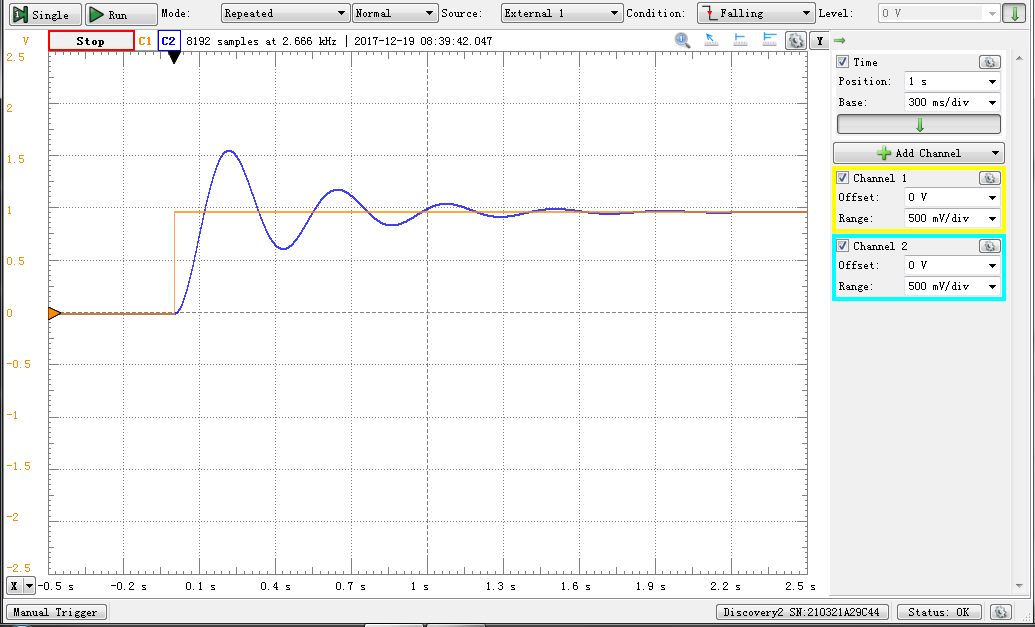 Single Run Mode: Repeated Normal Source: External 1 Condition: Falling Level: 0 V
V Stop C1 C2 8192 samples at 2.666 kHz | 2017-12-19 08:39:42.047 Y
2.5
2
1.5
1
0.5
0
-0.5
-1
-1.5
-2
-2.5
X -0.5 s -0.2 s 0.1 s 0.4 s 0.7 s 1 s 1.3 s 1.6 s 1.9 s 2.2 s 2.5 s
Time
Position: 1 s
Base: 300 ms/div
Add Channel
Channel 1
Offset: 0 V
Range: 500 mV/div
Channel 2
Offset: 0 V
Range: 500 mV/div
Manual Trigger Discovery2 SN:210321A29C44 Status: OK